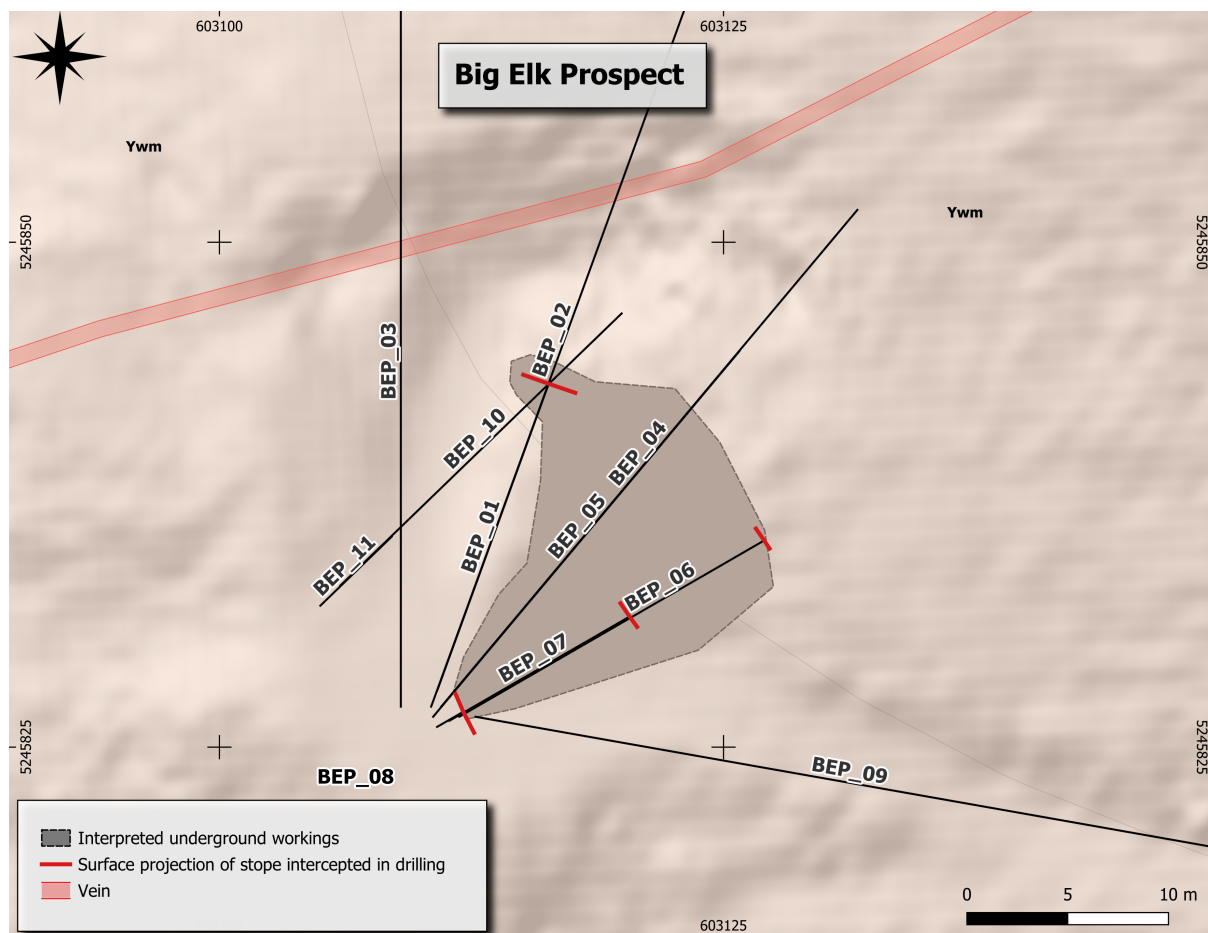 603100
603125
Big Elk Prospect
Ywm
Ywm
5245850
5245850
BEP_03
BEP_02
BEP_10
BEP_04
BEP_01
BEP_05
BEP_11
BEP_06
BEP_07
5245825
5245825
BEP_08
BEP_09
Interpreted underground workings
Surface projection of stope intercepted in drilling
Vein
0 5 10 m
603125